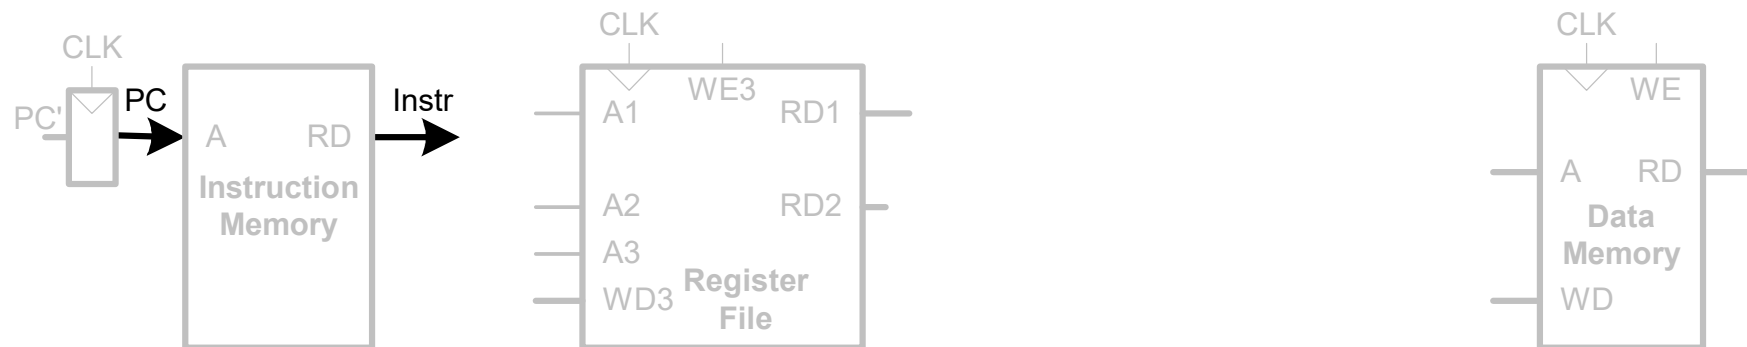 CLK
PC'
PC
A
RD
Instruction
Memory
Instr
CLK
WE3
A1
RD1
A2
RD2
A3
WD3
Register
File
CLK
WE
A
RD
Data
Memory
WD